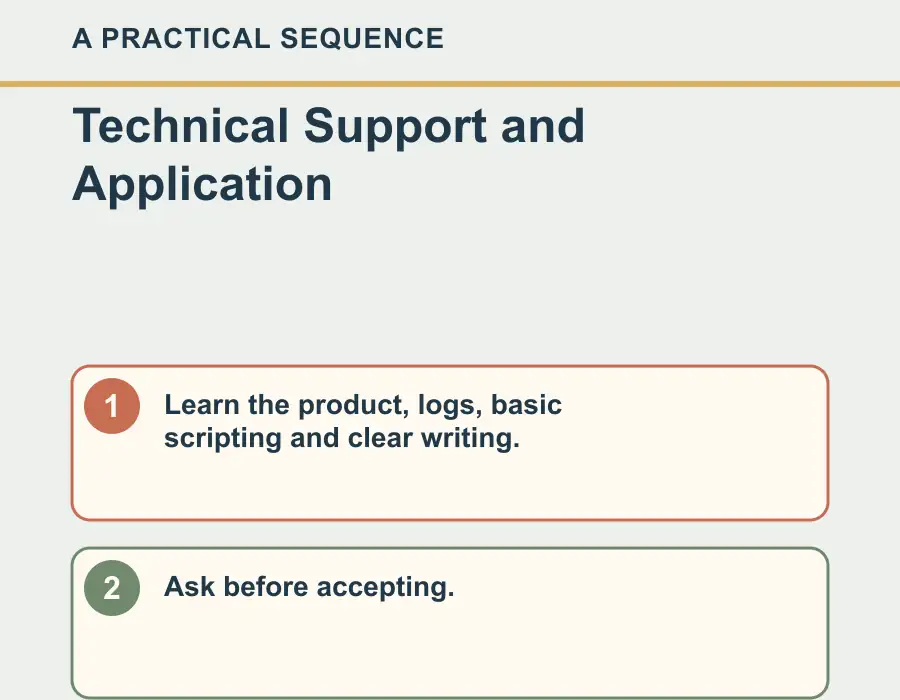 A PRACTICAL SEQUENCE
Technical Support and
Application
1
Learn the product, logs, basic
scripting and clear writing.
2
Ask before accepting.